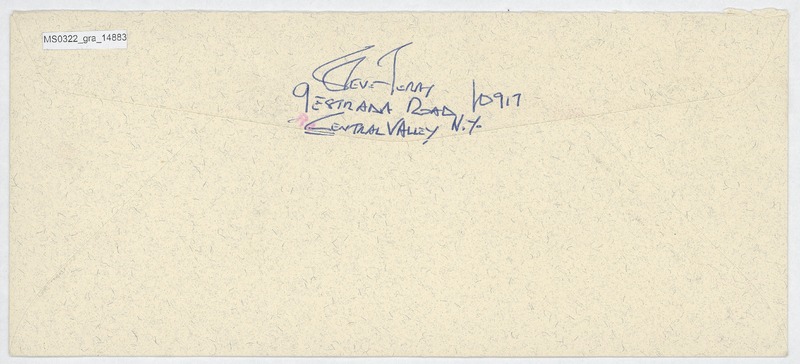 MS0322_gra_14883
Steve Terry
9 ESTRADA ROAD 10917
CENTRAL VALLEY N.Y.